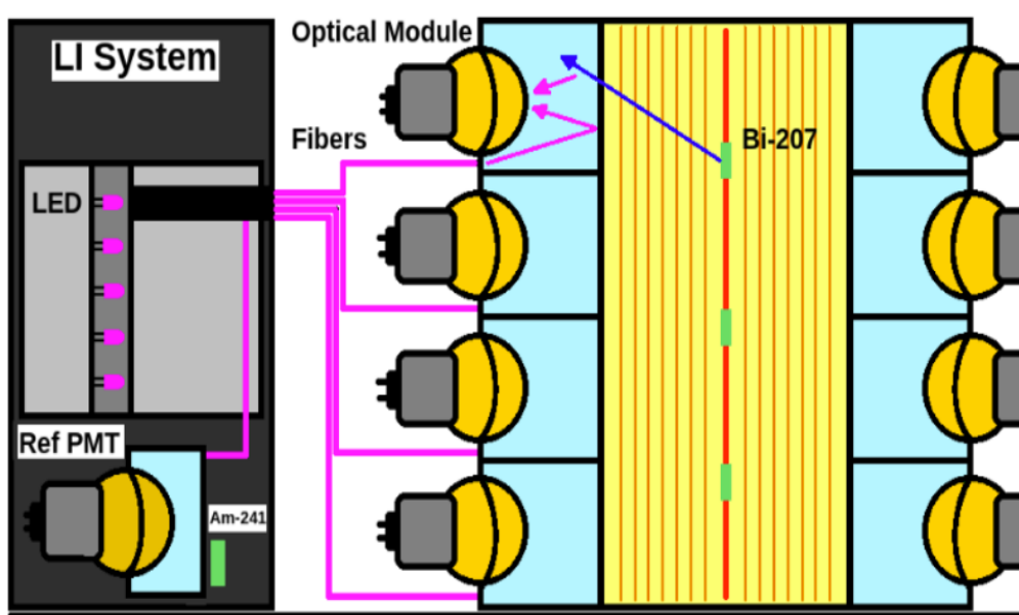 LI System
Optical Module
Fibers
Bi-207
LED
Ref PMT
Am-241